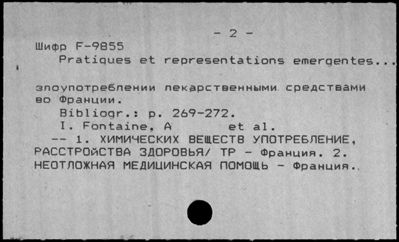 - 2 -
Шифр F-9855
Pratiques et representations emergentes...
злоупотреблении лекарственными средствами
во Франции.
Bibliogr.: p. 269-272.
I. Fontaine, A et al.
-- 1. ХИМИЧЕСКИХ ВЕЩЕСТВ УПОТРЕБЛЕНИЕ,
РАССТРОЙСТВА ЗДОРОВЬЯ/ ТР - Франция. 2.
НЕОТЛОЖНАЯ МЕДИЦИНСКАЯ ПОМОЩЬ - Франция.